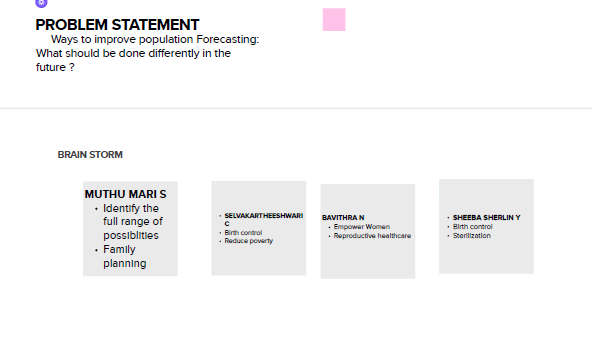 PROBLEM STATEMENT
Ways to improve population Forecasting:
What should be done differently in the
future ?
BRAIN STORM
MUTHU MARI S
• Identify the
full range of
possiblities
• Family
planning
• SELVAKARTHEESHWARI
C
• Birth control
• Reduce poverty
BAVITHRA N
• Empower Women
• Reproductive healthcare
• SHEEBA SHERLIN Y
• Birth control
• Sterilization